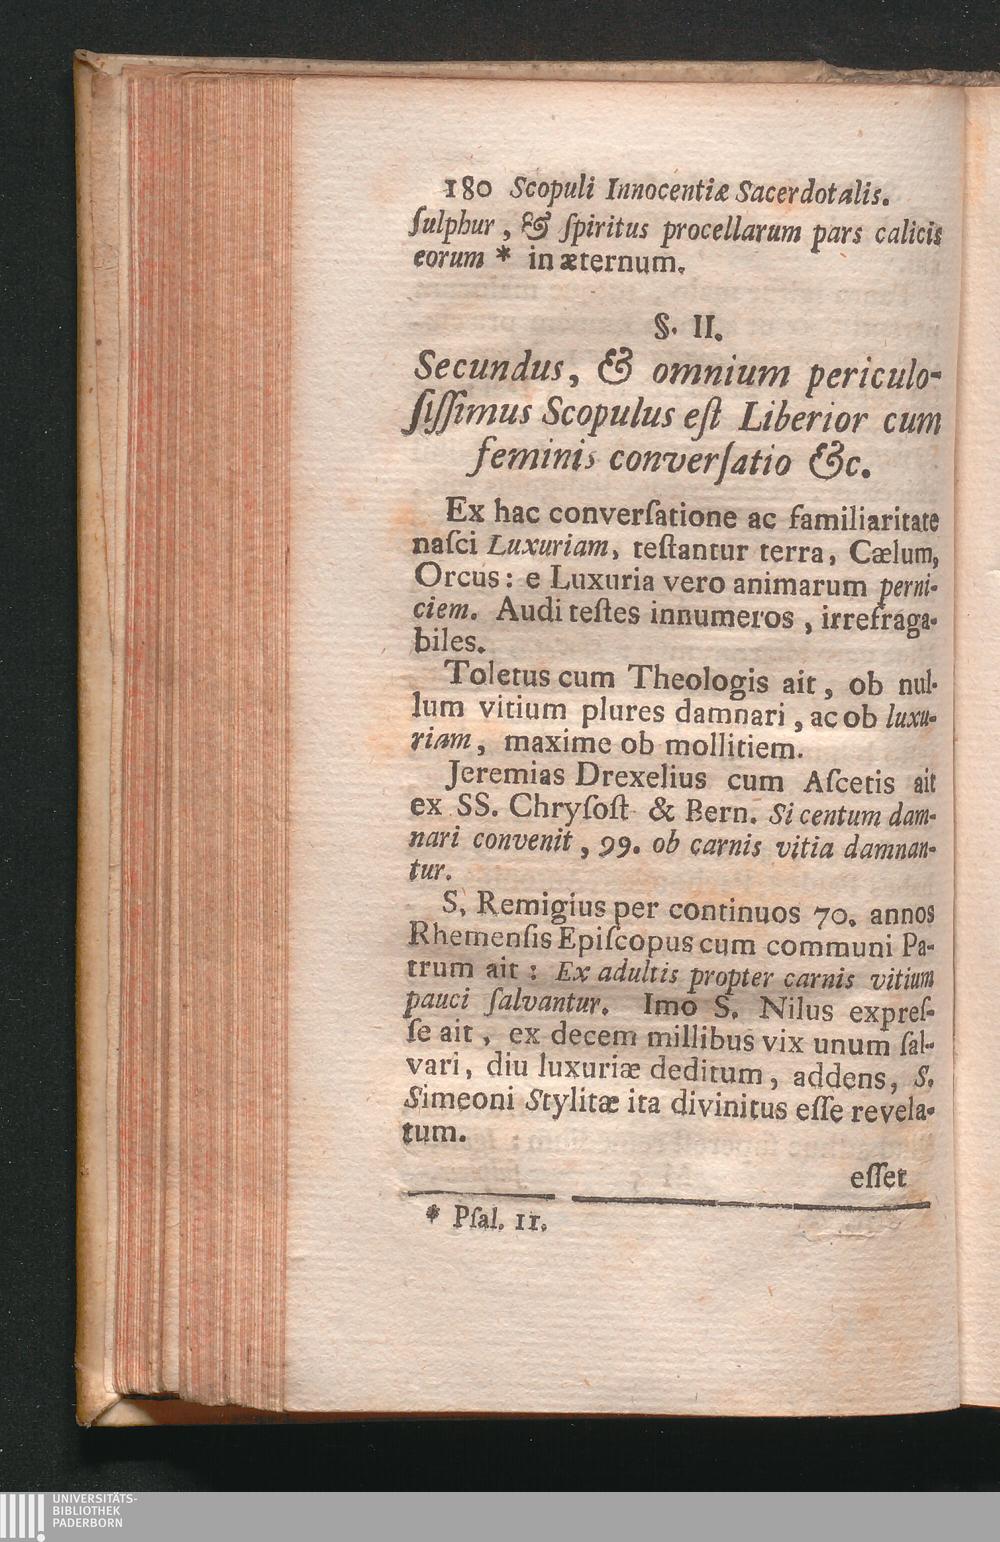 180 Scopuli Innocentiæ Sacerdotalis.
ſulphur, & ſpiritus procellarum pars calicis
eorum * in æternum.
§. II.
Secundus, & omnium periculo-
ſiſſimus Scopulus eſt Liberior cum
feminis converſatio &c.
Ex hac converſatione ac familiaritate
naſci Luxuriam, teſtantur terra, Cælum,
Orcus: e Luxuria vero animarum perni-
ciem. Audi teſtes innumeros, irrefraga-
biles.
Toletus cum Theologis ait, ob nul-
lum vitium plures damnari, ac ob luxu-
riam, maxime ob mollitiem.
Jeremias Drexelius cum Aſcetis ait
ex SS. Chryſoſt & Bern. Si centum dam-
nari convenit, 99. ob carnis vitia damnan-
tur.
S. Remigius per continuos 70. annos
Rhemenſis Epiſcopus cum communi Pa-
trum ait: Ex adultis propter carnis vitium
pauci ſalvantur. Imo S. Nilus expreſ-
ſe ait, ex decem millibus vix unum ſal-
vari, diu luxuriæ deditum, addens, S.
Simeoni Stylitæ ita divinitus eſſe revela-
tum.
eſſet
* Pſal. 11.
UNIVERSITÄTS-
BIBLIOTHEK
PADERBORN